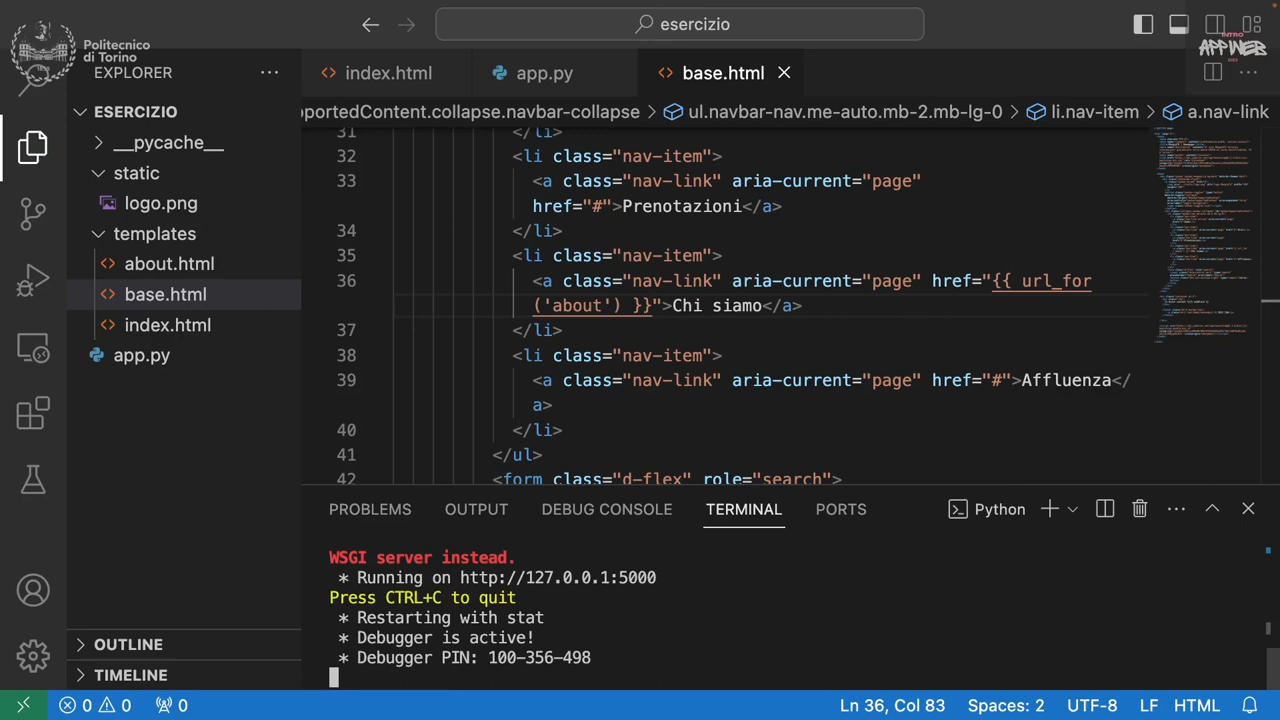 esercizio
Politecnico
di Torino
INTRO
APPIWEB
EXPLORER
index.html
app.py
base.html
ESERCIZIO
portedContent.collapse.navbar-collapse > ul.navbar-nav.me-auto.mb-2.mb-lg-0 > li.nav-item > a.nav-link
__pycache__
static
logo.png
templates
about.html
base.html
index.html
app.py
31 </li>
32 <li class="nav-item">
33 <a class="nav-link" aria-current="page"
href="#">Prenotazioni</a>
34 <li>
35 <li class="nav-item">
36 <a class="nav-link" aria-current="page" href="{{ url_for
('about') }}">Chi siamo</a>
37 </li>
38 <li class="nav-item">
39 <a class="nav-link" aria-current="page" href="#">Affluenza</
a>
40 </li>
41 </ul>
42 <form class="d-flex" role="search">
PROBLEMS OUTPUT DEBUG CONSOLE TERMINAL PORTS Python
WSGI server instead.
* Running on http://127.0.0.1:5000
Press CTRL+C to quit
* Restarting with stat
* Debugger is active!
* Debugger PIN: 100-356-498
OUTLINE
TIMELINE
0 0 0 Ln 36, Col 83 Spaces: 2 UTF-8 LF HTML